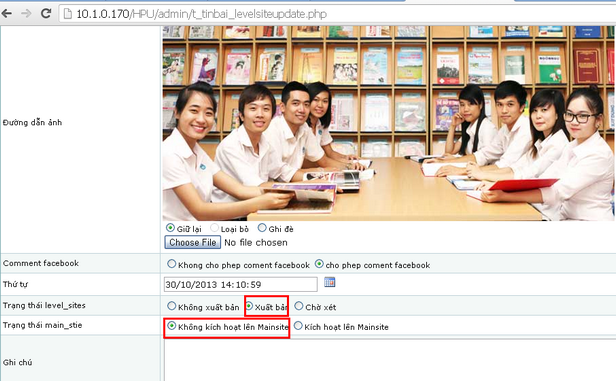 10.1.0.170/HPU/admin/t_tinbai_levelsiteupdate.php
Đường dẫn ảnh
Giữ lại Loại bỏ Ghi đè
Choose File No file chosen
Comment facebook Khong cho phep coment facebook cho phep coment facebook
Thứ tự 30/10/2013 14:10:59
Trạng thái level_sites Không xuất bản Xuất bản Chờ xét
Trạng thái main_stie Không kích hoạt lên Mainsite Kích hoạt lên Mainsite
Ghi chú